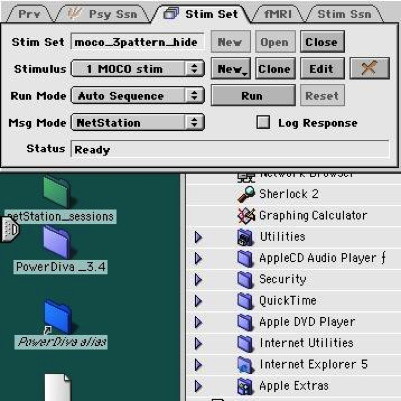 Prv Psy Ssn Stim Set fMRI Stim Ssn
Stim Set moco_3pattern_hide New Open Close
Stimulus 1 MOCO stim New Clone Edit
Run Mode Auto Sequence Run Reset
Msg Mode NetStation Log Response
Status Ready
Network Browser
Sherlock 2
netStation_sessions
Graphing Calculator
Utilities
AppleCD Audio Player f
PowerDiva_3.4
Security
QuickTime
Apple DVD Player
PowerDiva alias
Internet Utilities
Internet Explorer 5
Apple Extras